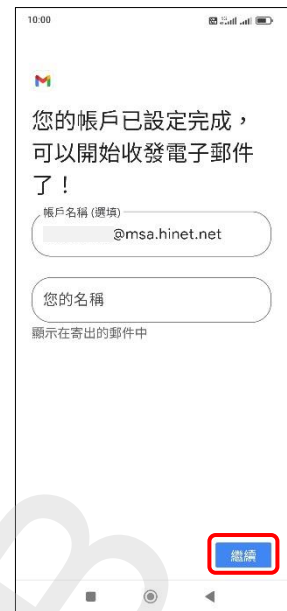 10:00
您的帳戶已設定完成，
可以開始收發電子郵件
了！
帳戶名稱 (選填)
@msa.hinet.net
您的名稱
顯示在寄出的郵件中
繼續